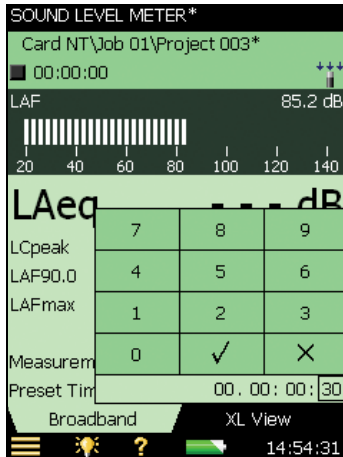 SOUND LEVEL METER*
Card NT\Job 01\Project 003*
00:00:00
LAF 85.2 dB
20 40 60 80 100 120 140
LAeq - - - dB
7 8 9
LCpeak
4 5 6
LAF90.0
LAFmax
1 2 3
0
Measurem
Preset Tim 00. 00: 00: 30
Broadband XL View
? 14:54:31